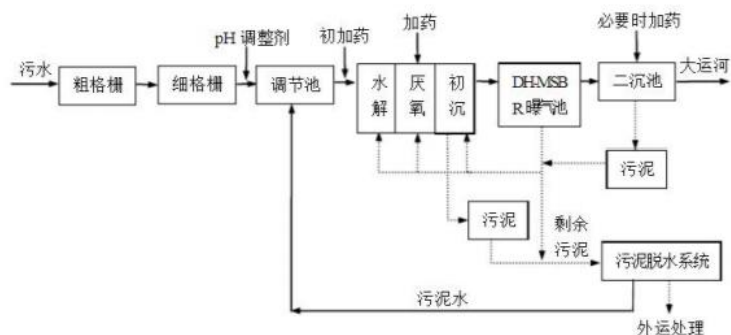 必要时加药
加药
初加药
pH 调整剂
污水
粗格栅
细格栅
调节池
水解
厌氧
初沉
DH-MSB
R 曝气池
二沉池
大运河
污泥
污泥
剩余
污泥
污泥脱水系统
污泥水
外运处理